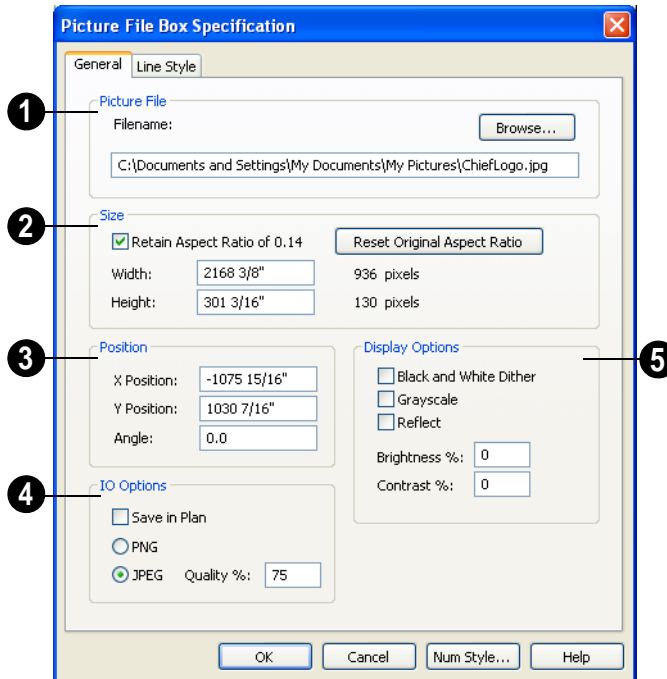 Picture File Box Specification
General Line Style
1
Picture File
Filename:
Browse...
C:\Documents and Settings\My Documents\My Pictures\ChiefLogo.jpg
2
Size
Retain Aspect Ratio of 0.14 Reset Original Aspect Ratio
Width: 2168 3/8" 936 pixels
Height: 301 3/16" 130 pixels
3
Position
X Position: -1075 15/16"
Y Position: 1030 7/16"
Angle: 0.0
4
IO Options
Save in Plan
PNG
JPEG Quality %: 75
5
Display Options
Black and White Dither
Grayscale
Reflect
Brightness %: 0
Contrast %: 0
OK Cancel Num Style... Help